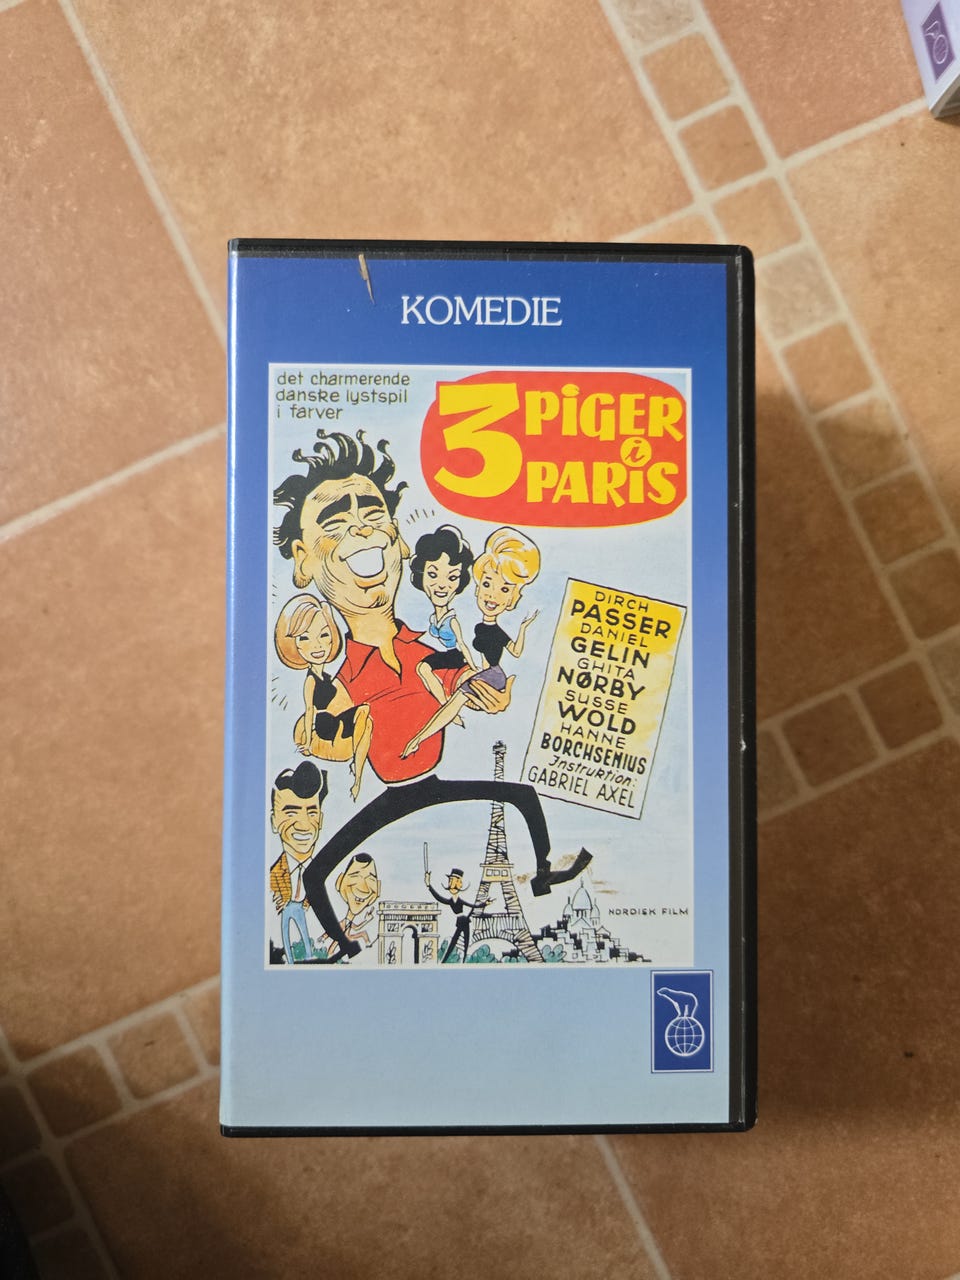 KOMEDIE
det charmerende
danske lystspil
i farver
3 PiGER
i
PARiS
DIRCH
PASSER
DANIEL
GELIN
GHITA
NØRBY
SUSSE
WOLD
HANNE
BORCHSENIUS
Instruktion:
GABRIEL AXEL
NORDISK FILM